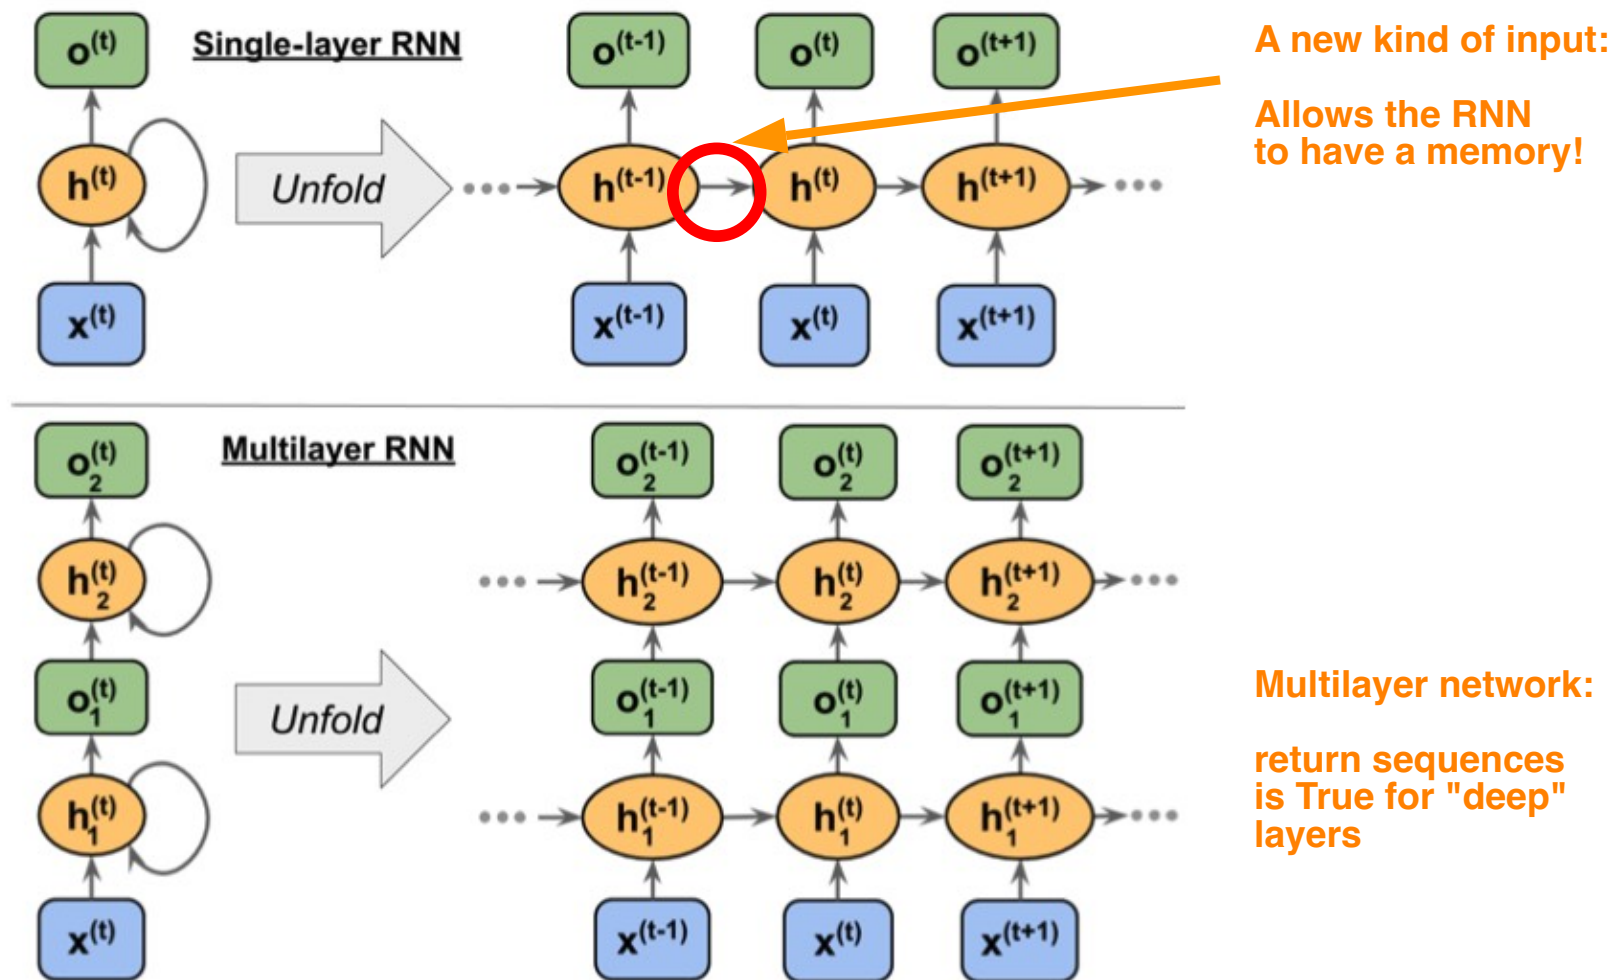 Single-layer RNN
A new kind of input:
Allows the RNN
to have a memory!
o(t)
h(t)
x(t)
Unfold
o(t-1) o(t) o(t+1)
h(t-1) h(t) h(t+1)
x(t-1) x(t) x(t+1)
Multilayer RNN
o2(t)
h2(t)
o1(t)
h1(t)
x(t)
Unfold
o2(t-1) o2(t) o2(t+1)
h2(t-1) h2(t) h2(t+1)
o1(t-1) o1(t) o1(t+1)
h1(t-1) h1(t) h1(t+1)
x(t-1) x(t) x(t+1)
Multilayer network:
return sequences
is True for "deep"
layers